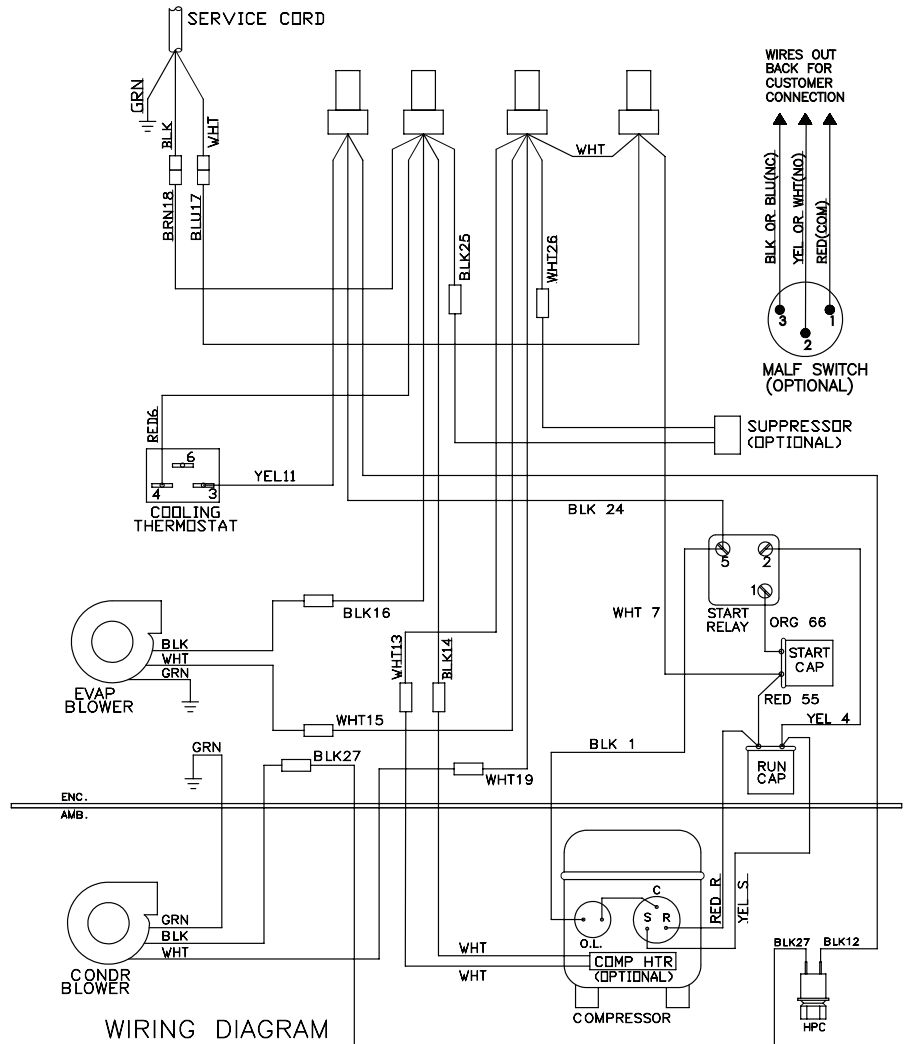 SERVICE CORD
WIRES OUT
BACK FOR
CUSTOMER
CONNECTION
GRN
BLK
WHT
WHT
BRN18
BLU17
BLK25
WHT26
BLK OR BLU(NC)
YEL OR WHT(NO)
RED(COM)
3
2
1
MALF SWITCH
(OPTIONAL)
RED6
SUPPRESSOR
(OPTIONAL)
6
4
3
YEL11
COOLING
THERMOSTAT
BLK 24
5
2
1
START
RELAY
BLK16
WHT 7
ORG 66
START
CAP
BLK
WHT
GRN
EVAP
BLOWER
WHT13
BLK14
RED 55
WHT15
YEL 4
GRN
BLK27
BLK 1
WHT19
RUN
CAP
ENC.
AMB.
C
S
R
O.L.
RED R
YEL S
GRN
BLK
WHT
CONDR
BLOWER
WHT
WHT
COMP HTR
(OPTIONAL)
COMPRESSOR
BLK27
BLK12
HPC
WIRING DIAGRAM